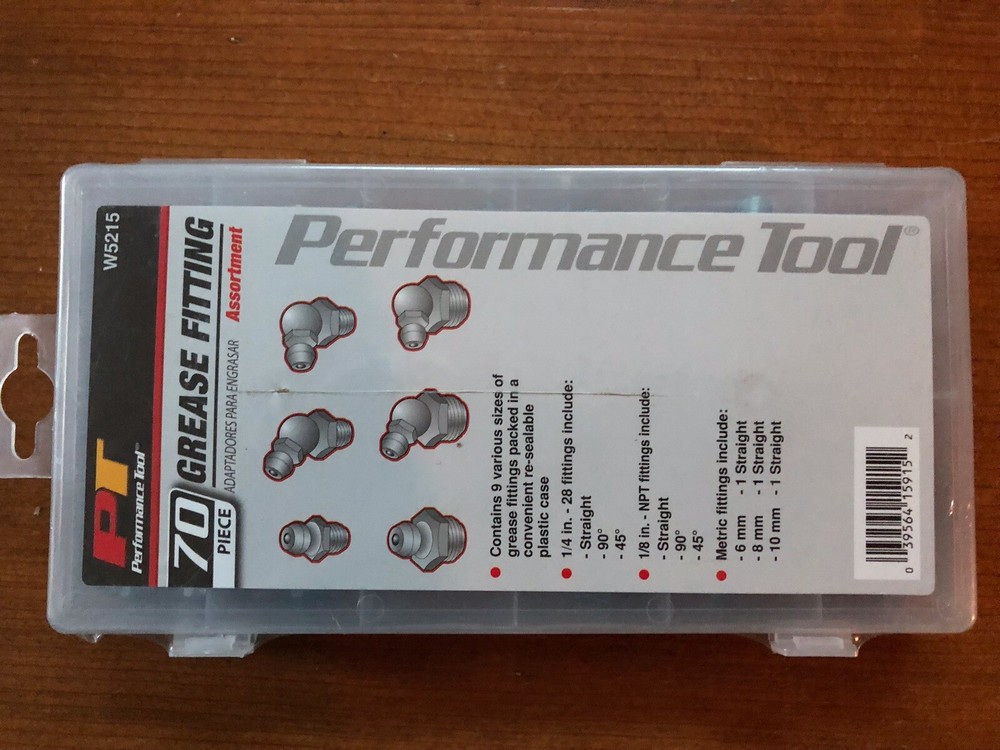 W5215
PT
Performance Tool™
70
PIECE
GREASE FITTING
Assortment
ADAPTADORES PARA ENGRASAR
Performance Tool®
Contains 9 various sizes of
grease fittings packed in a
convenient re-sealable
plastic case
1/4 in. - 28 fittings include:
- Straight
- 90°
- 45°
1/8 in. - NPT fittings include:
- Straight
- 90°
- 45°
Metric fittings include:
- 6 mm - 1 Straight
- 8 mm - 1 Straight
- 10 mm - 1 Straight
0 39564 15915 2